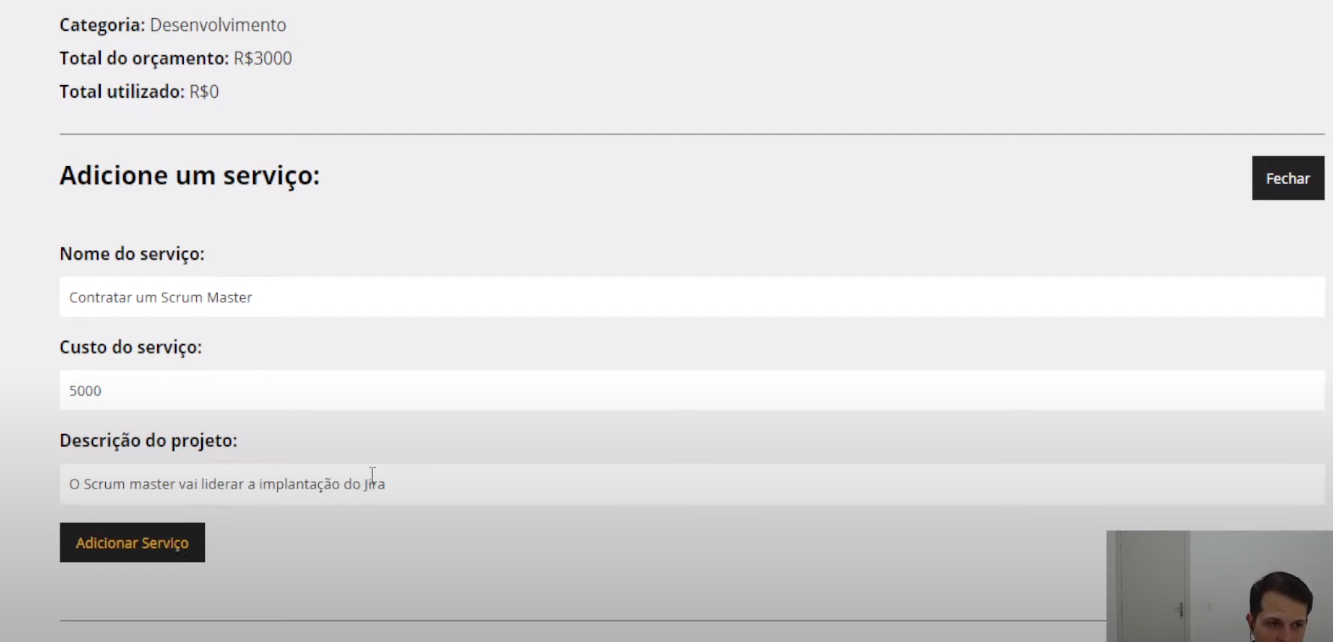 Categoria: Desenvolvimento
Total do orçamento: R$3000
Total utilizado: R$0
Adicione um serviço:
Fechar
Nome do serviço:
Contratar um Scrum Master
Custo do serviço:
5000
Descrição do projeto:
O Scrum master vai liderar a implantação do Jira
Adicionar Serviço